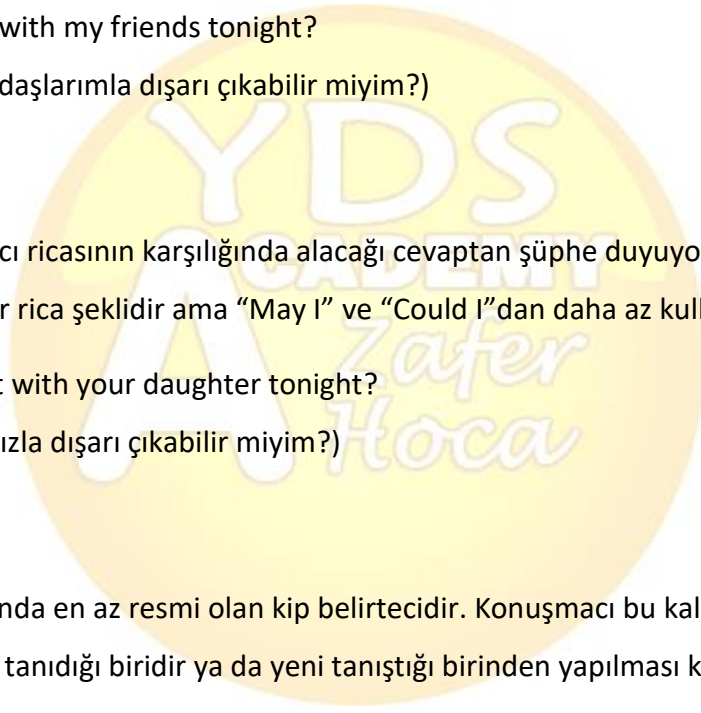 with my friends tonight?
daşlarımla dışarı çıkabilir miyim?)
YDS
ACADEMY
Zafer
Hoca
cı ricasının karşılığında alacağı cevaptan şüphe duyuyo
r rica şeklidir ama “May I” ve “Could I”dan daha az kul
t with your daughter tonight?
ızla dışarı çıkabilir miyim?)
nda en az resmi olan kip belirtecidir. Konuşmacı bu kal
tanıdığı biridir ya da yeni tanıştığı birinden yapılması k